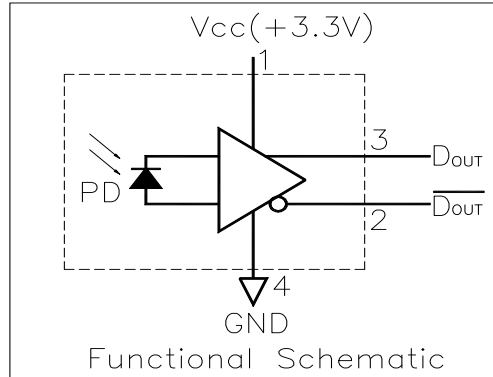 Vcc(+3.3V)
1
3
DOUT
PD
2
DOUT
4
GND
Functional Schematic